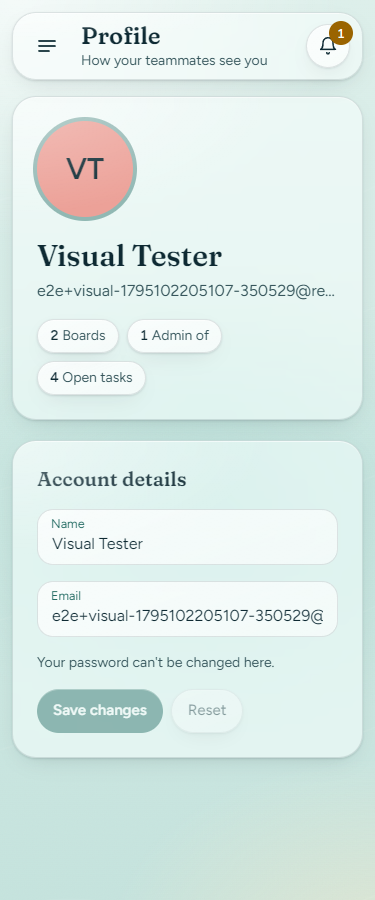 Profile
How your teammates see you
1
VT
Visual Tester
e2e+visual-1795102205107-350529@re...
2 Boards
1 Admin of
4 Open tasks
Account details
Name
Visual Tester
Email
e2e+visual-1795102205107-350529@
Your password can't be changed here.
Save changes
Reset